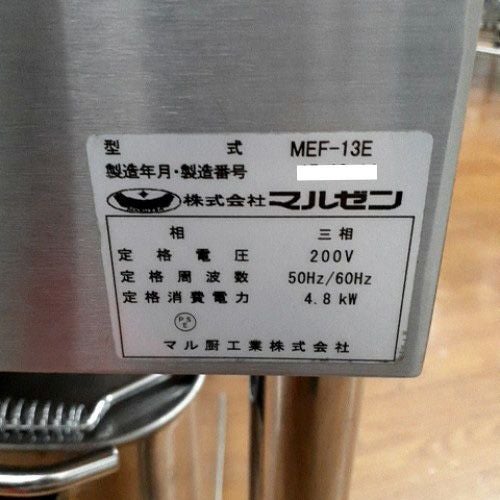 型式 MEF-13E
製造年月・製造番号
株式会社 マルゼン
相 三相
定格電圧 200V
定格周波数 50Hz/60Hz
定格消費電力 4.8kW
PSE
マル厨工業株式会社